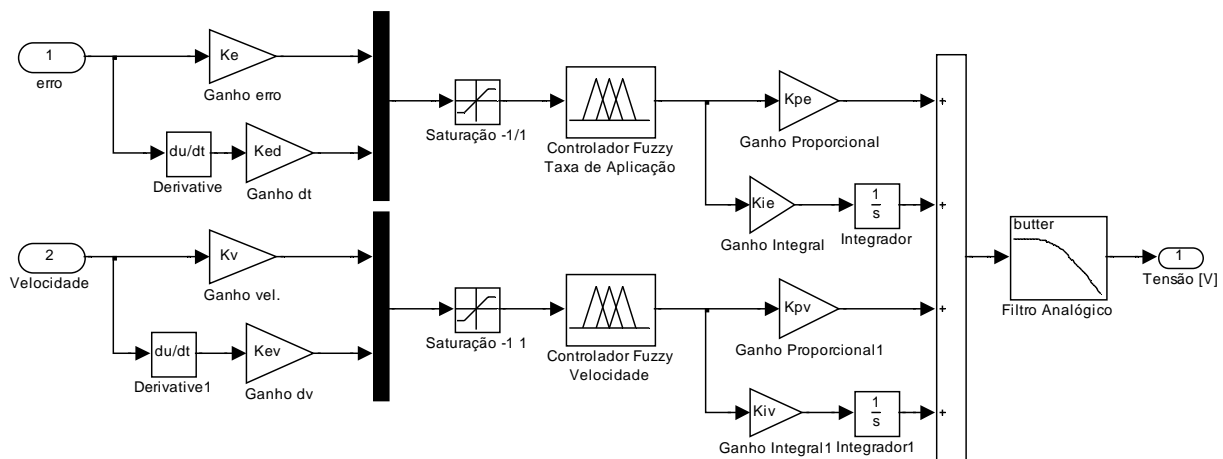 1
erro
Ke
Ganho erro
du/dt
Derivative
Ked
Ganho dt
Saturação -1/1
Controlador Fuzzy
Taxa de Aplicação
Kpe
Ganho Proporcional
Kie
Ganho Integral
1
s
Integrador
+
+
2
Velocidade
Kv
Ganho vel.
du/dt
Derivative1
Kev
Ganho dv
Saturação -1 1
Controlador Fuzzy
Velocidade
Kpv
Ganho Proporcional1
Kiv
Ganho Integral1
1
s
Integrador1
+
+
butter
Filtro Analógico
1
Tensão [V]